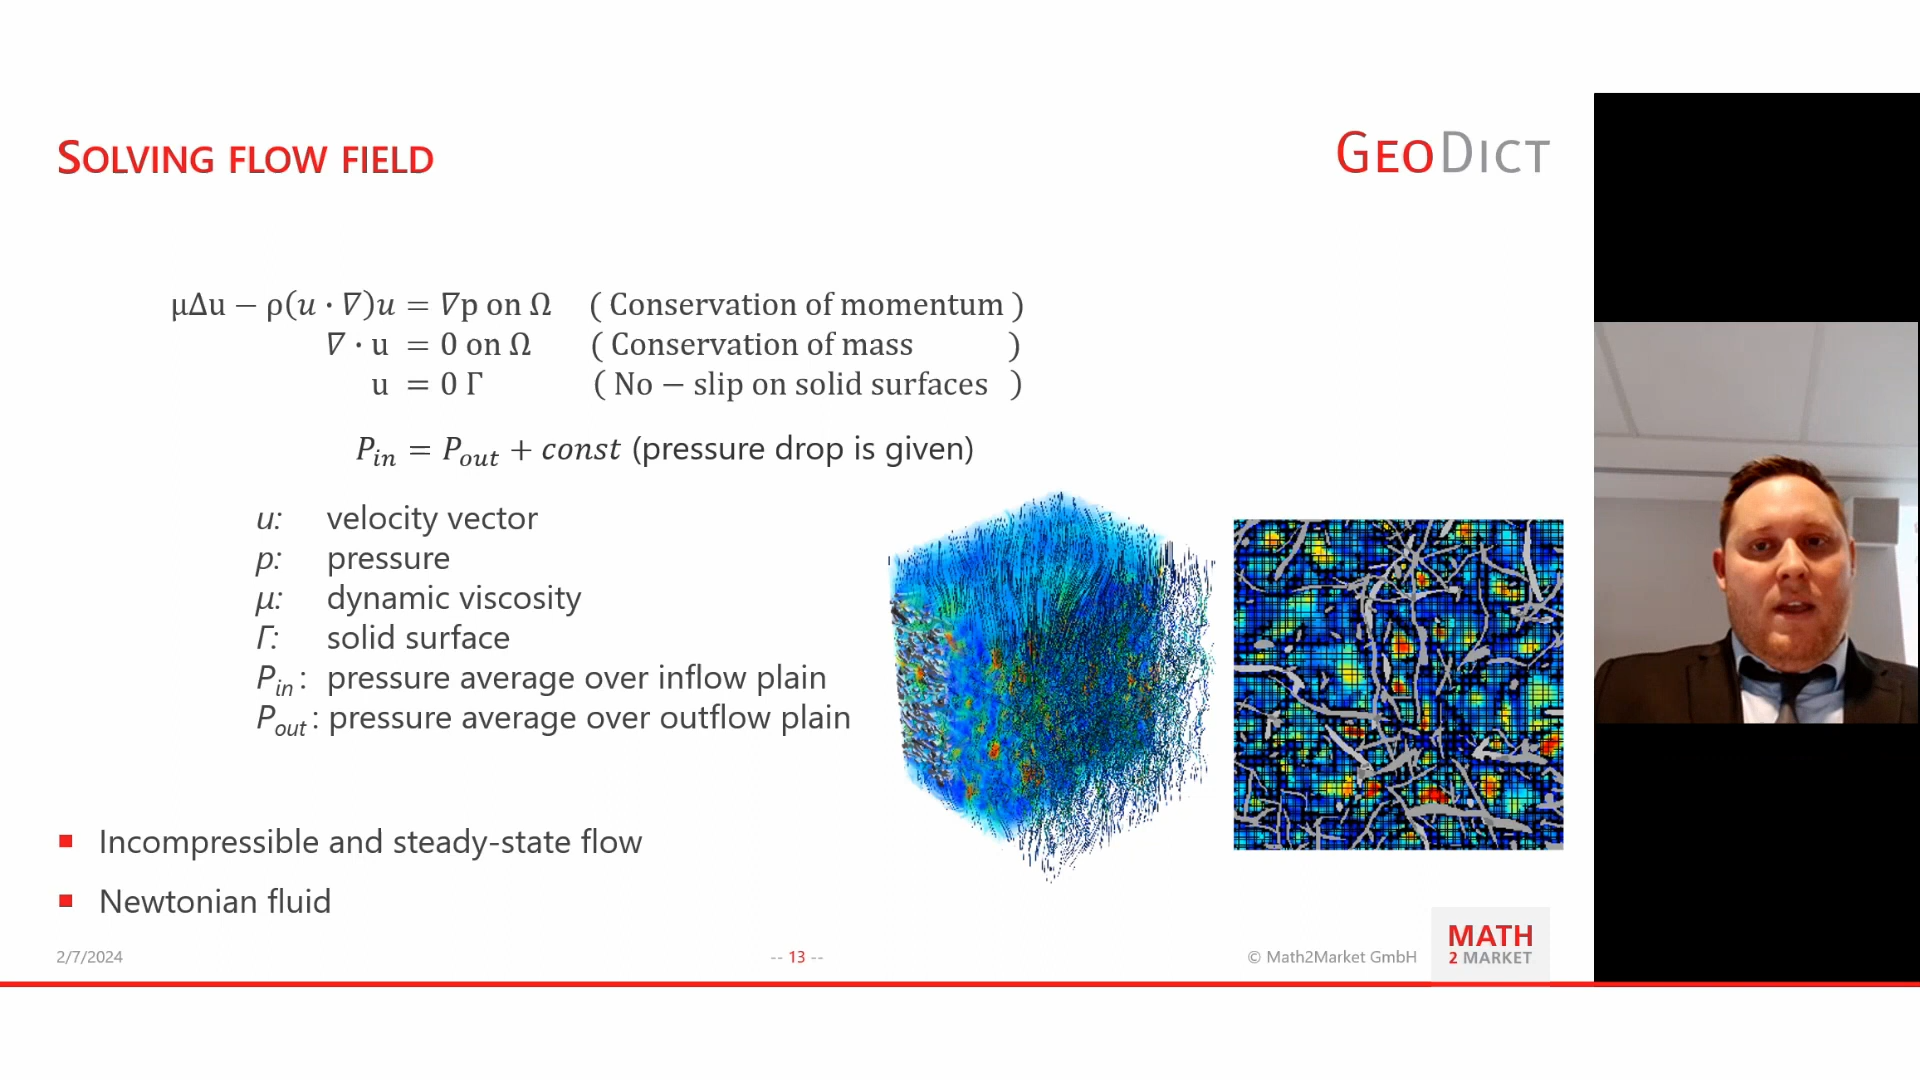 SOLVING FLOW FIELD
GEODICT
μΔu − ρ(u · ∇)u = ∇p on Ω ( Conservation of momentum )
∇ · u = 0 on Ω ( Conservation of mass )
u = 0 Γ ( No − slip on solid surfaces )
P_in = P_out + const (pressure drop is given)
u: velocity vector
p: pressure
μ: dynamic viscosity
Γ: solid surface
P_in : pressure average over inflow plain
P_out : pressure average over outflow plain
▪ Incompressible and steady-state flow
▪ Newtonian fluid
2/7/2024
-- 13 --
© Math2Market GmbH
MATH
2 MARKET